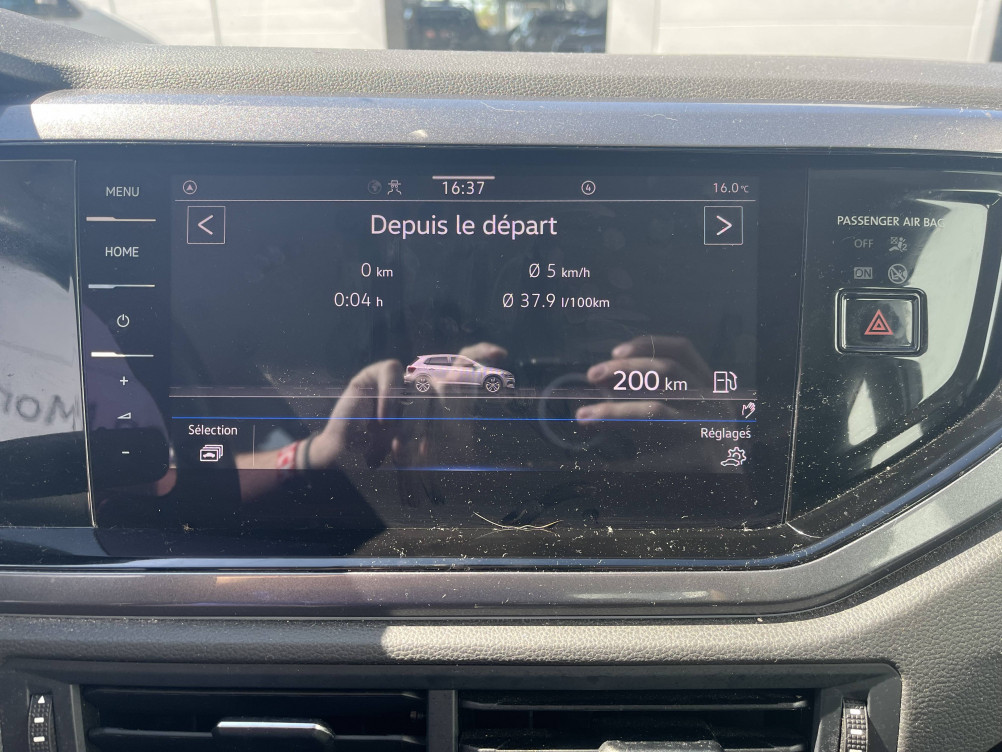 MENU
HOME
+
-
16:37
4
16.0°C
< Depuis le départ >
0 km
Ø 5 km/h
0:04 h
Ø 37.9 l/100km
200 km
Sélection
Réglages
PASSENGER AIR BAG
OFF
ON